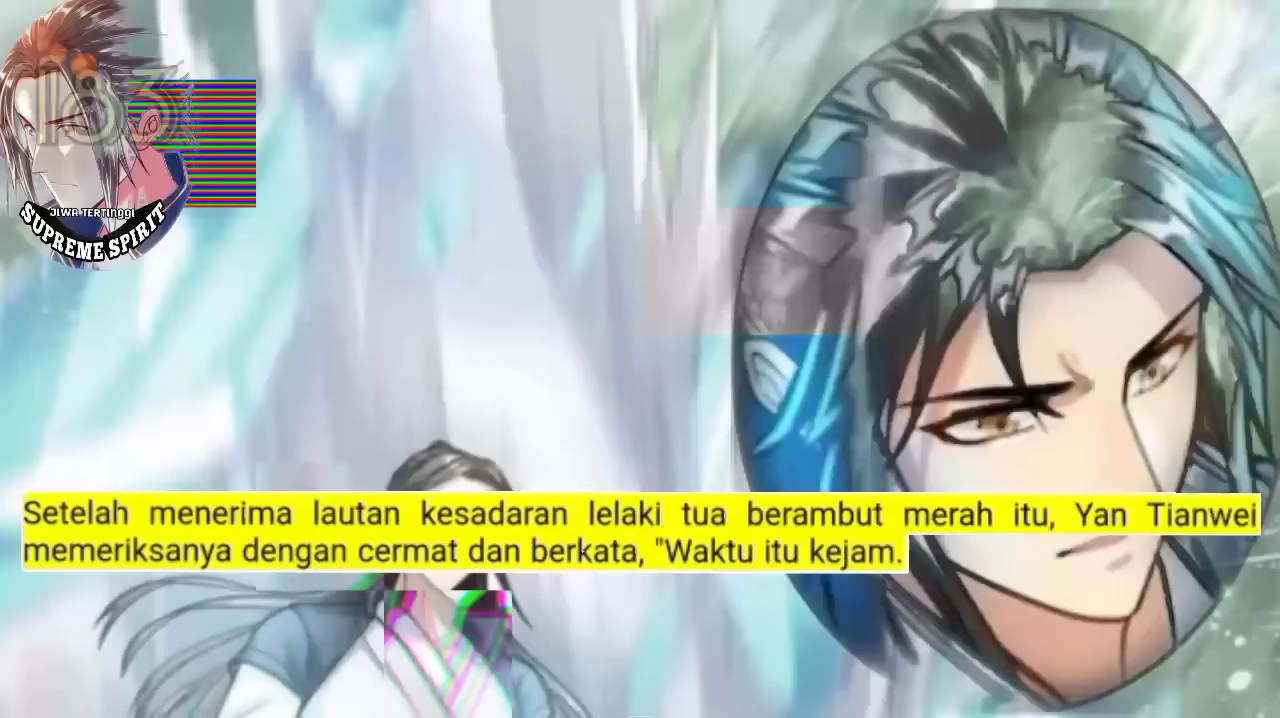 183
JIWA TERTINGGI
SUPREME SPIRIT
Setelah menerima lautan kesadaran lelaki tua berambut merah itu, Yan Tianwei
memeriksanya dengan cermat dan berkata, "Waktu itu kejam.